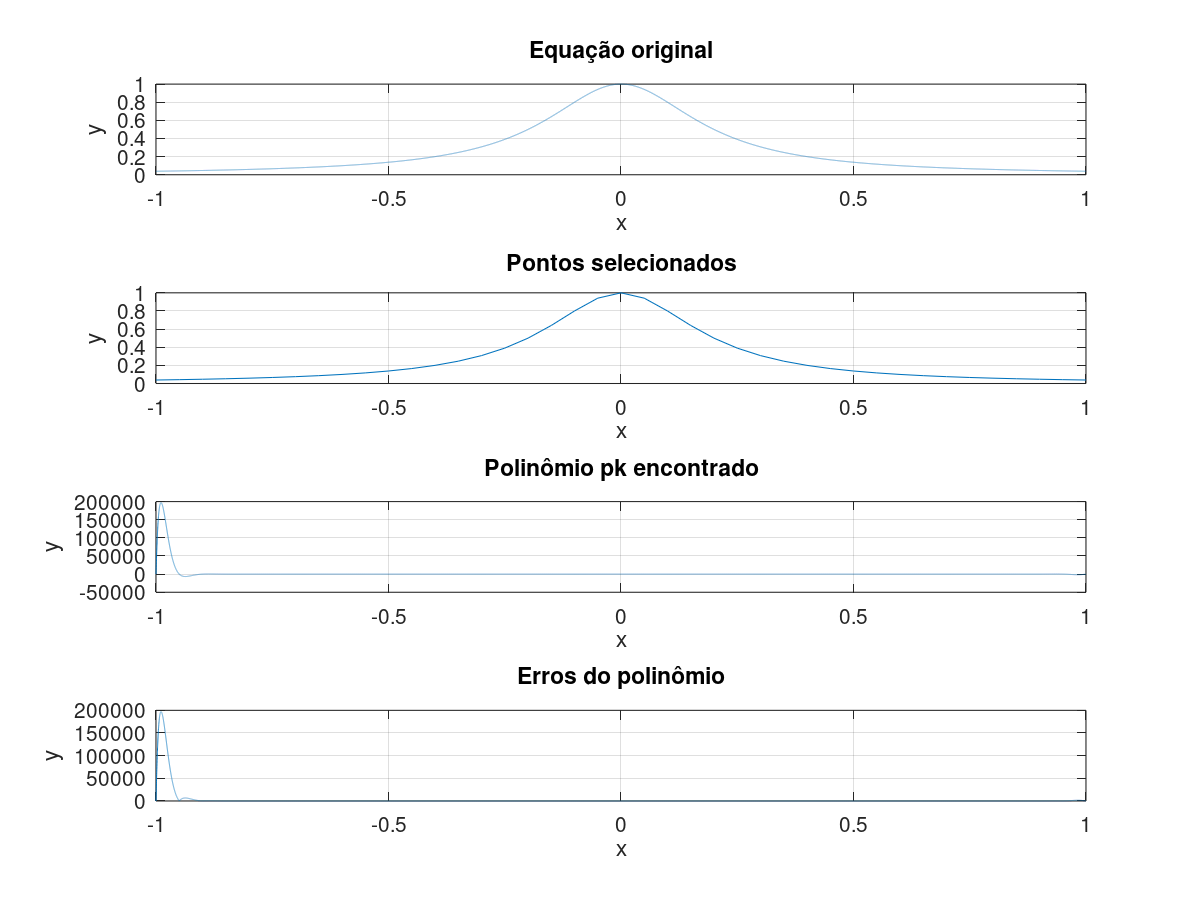 Equação original
1
0.8
0.6
0.4
0.2
0
y
-1 -0.5 0 0.5 1
x
Pontos selecionados
1
0.8
0.6
0.4
0.2
0
y
-1 -0.5 0 0.5 1
x
Polinômio pk encontrado
200000
150000
100000
50000
0
-50000
y
-1 -0.5 0 0.5 1
x
Erros do polinômio
200000
150000
100000
50000
0
y
-1 -0.5 0 0.5 1
x